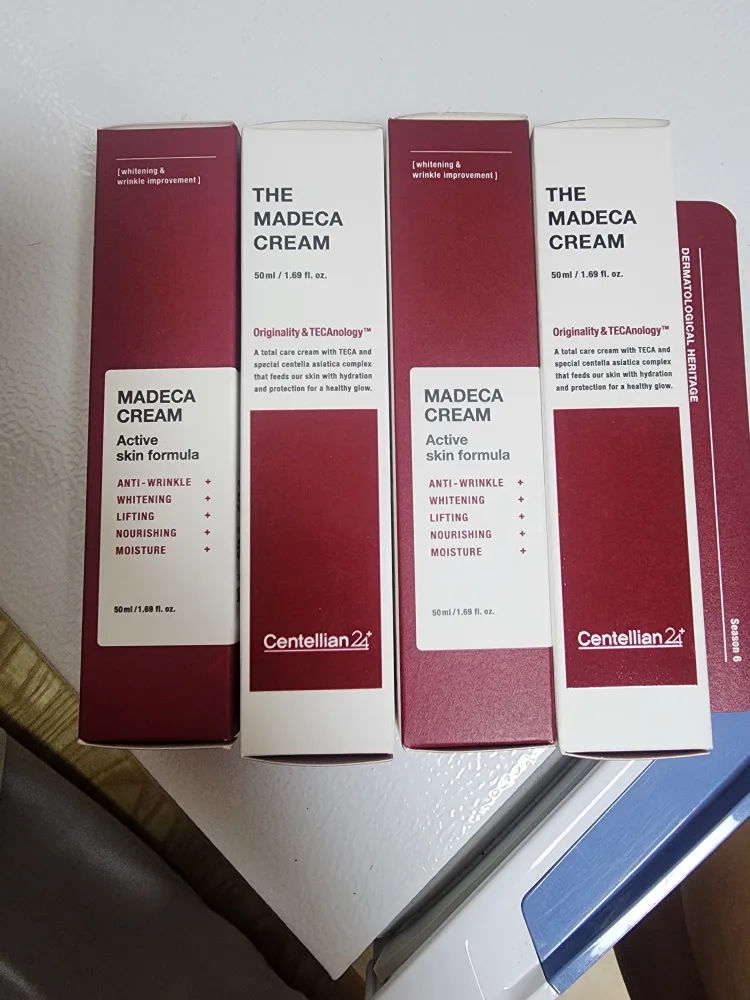 [whitening &
wrinkle improvement]
MADECA
CREAM
Active
skin formula
ANTI-WRINKLE +
WHITENING +
LIFTING +
NOURISHING +
MOISTURE +
50ml/1.69 fl. oz.
THE
MADECA
CREAM
50ml / 1.69 fl. oz.
Originality & TECAnology™
A total care cream with TECA and
special centella asiatica complex
that feeds our skin with hydration
and protection for a healthy glow.
Centellian24+
[whitening &
wrinkle improvement]
MADECA
CREAM
Active
skin formula
ANTI-WRINKLE +
WHITENING +
LIFTING +
NOURISHING +
MOISTURE +
50ml/1.69 fl. oz.
THE
MADECA
CREAM
50ml / 1.69 fl. oz.
Originality & TECAnology™
A total care cream with TECA and
special centella asiatica complex
that feeds our skin with hydration
and protection for a healthy glow.
Centellian24+
DERMATOLOGICAL HERITAGE
Season 6